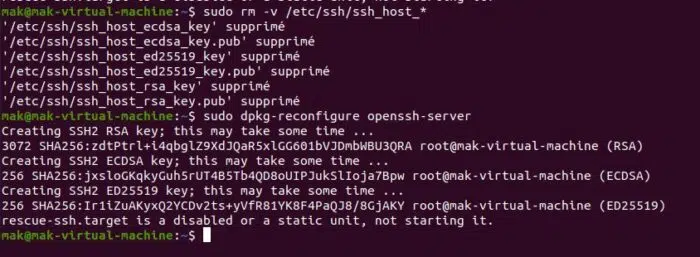 mak@mak-virtual-machine:~$ sudo rm -v /etc/ssh/ssh_host_*
'/etc/ssh/ssh_host_ecdsa_key' supprimé
'/etc/ssh/ssh_host_ecdsa_key.pub' supprimé
'/etc/ssh/ssh_host_ed25519_key' supprimé
'/etc/ssh/ssh_host_ed25519_key.pub' supprimé
'/etc/ssh/ssh_host_rsa_key' supprimé
'/etc/ssh/ssh_host_rsa_key.pub' supprimé
mak@mak-virtual-machine:~$ sudo dpkg-reconfigure openssh-server
Creating SSH2 RSA key; this may take some time ...
3072 SHA256:zdtPtrl+i4qbglZ9XdJQaR5xlGG601bVJDmbWBU3QRA root@mak-virtual-machine (RSA)
Creating SSH2 ECDSA key; this may take some time ...
256 SHA256:jxsloGKqkyGuh5rUT4B5Tb4QD8oUIPJukSlIoja7Bpw root@mak-virtual-machine (ECDSA)
Creating SSH2 ED25519 key; this may take some time ...
256 SHA256:Ir1iZuAKyxQ2YCDv2ts+yVfR81YK8F4PaQJ8/8GjAKY root@mak-virtual-machine (ED25519)
rescue-ssh.target is a disabled or a static unit, not starting it.
mak@mak-virtual-machine:~$